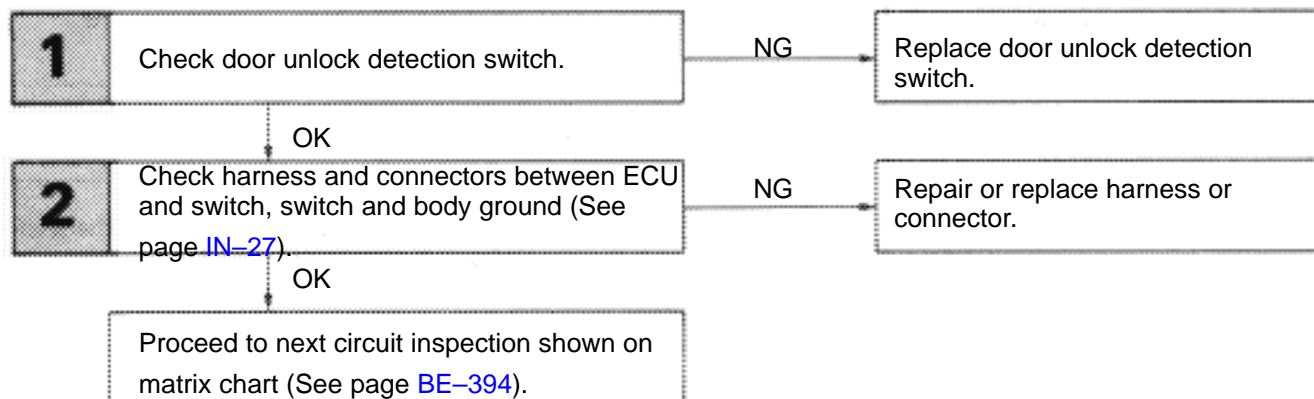 1
Check door unlock detection switch.
NG
Replace door unlock detection
switch.
OK
2
Check harness and connectors between ECU
and switch, switch and body ground (See
page IN–27).
NG
Repair or replace harness or
connector.
OK
Proceed to next circuit inspection shown on
matrix chart (See page BE–394).